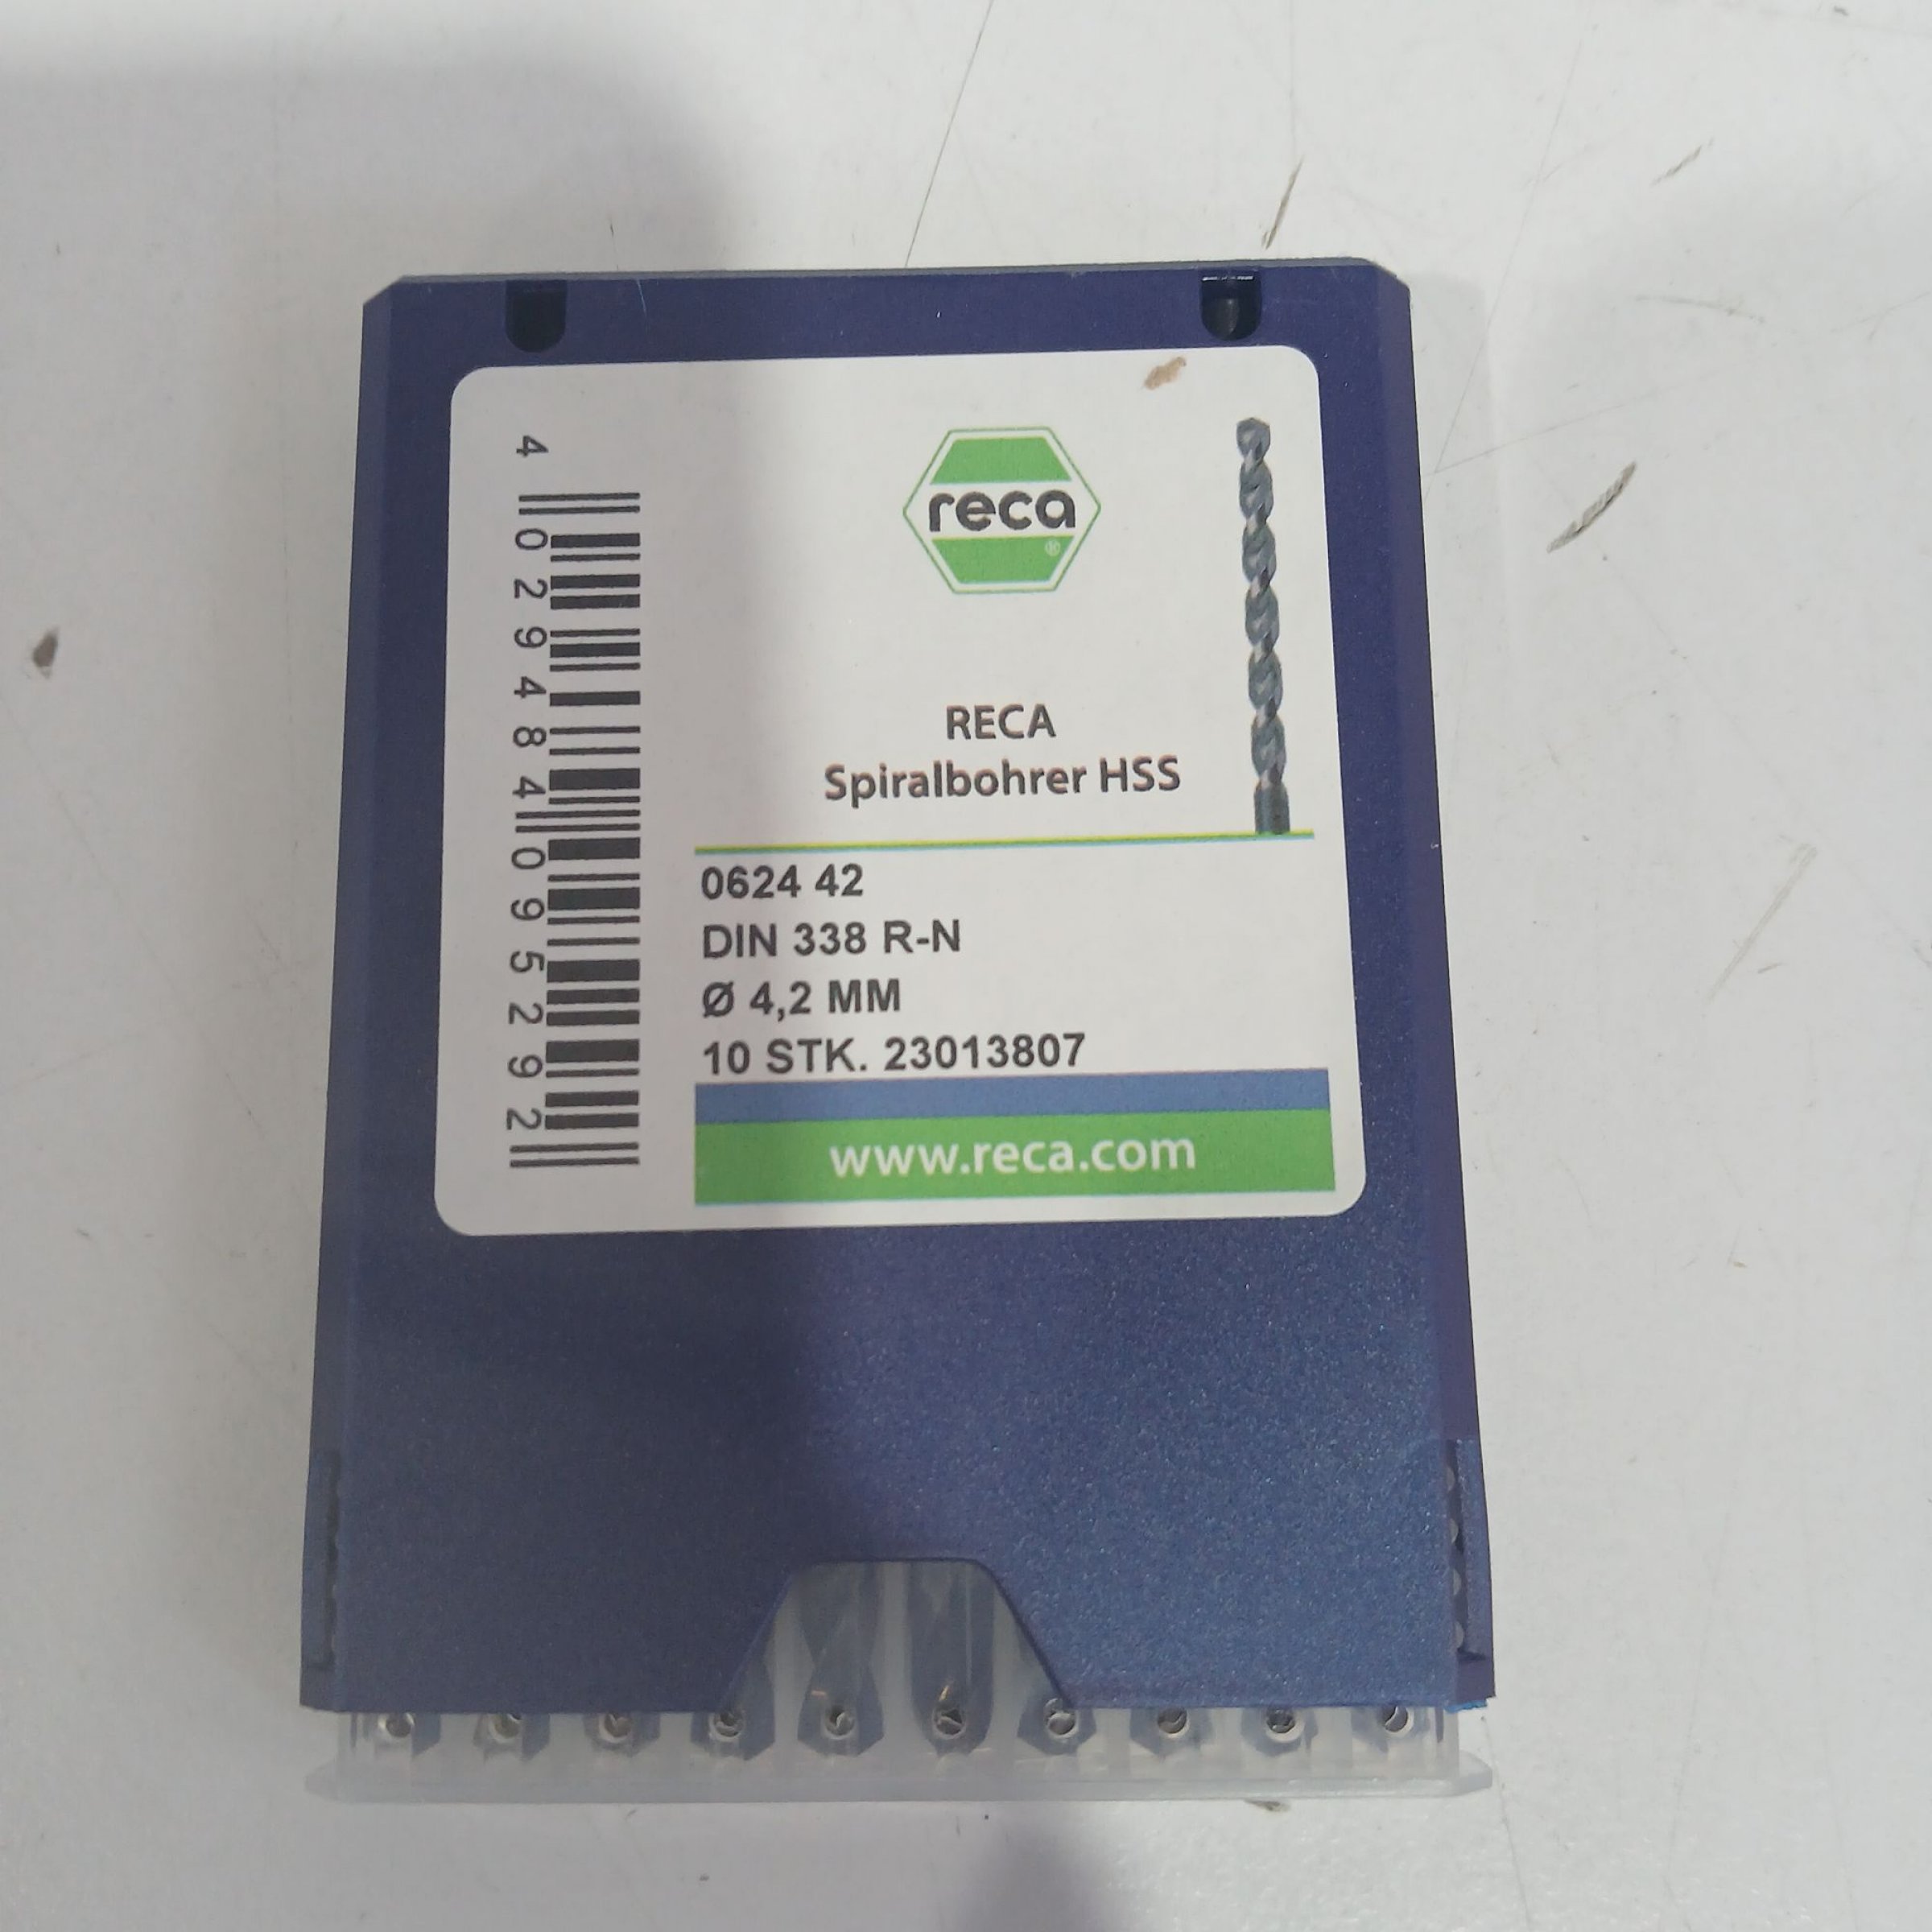 reca
®
RECA
Spiralbohrer HSS
0624 42
DIN 338 R-N
Ø 4,2 MM
10 STK. 23013807
www.reca.com
4 029484 095292